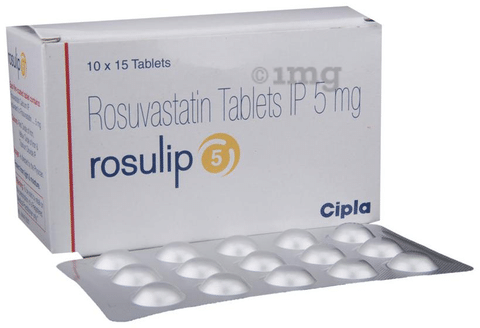 10 x 15 Tablets
© 1mg
Rosuvastatin Tablets IP 5 mg
rosulip 5
Cipla